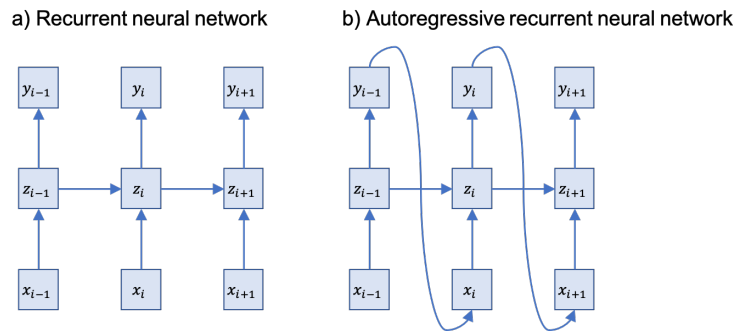 a) Recurrent neural network
b) Autoregressive recurrent neural network
y_{i−1} y_i y_{i+1} y_{i−1} y_i y_{i+1}
z_{i−1} z_i z_{i+1} z_{i−1} z_i z_{i+1}
x_{i−1} x_i x_{i+1} x_{i−1} x_i x_{i+1}